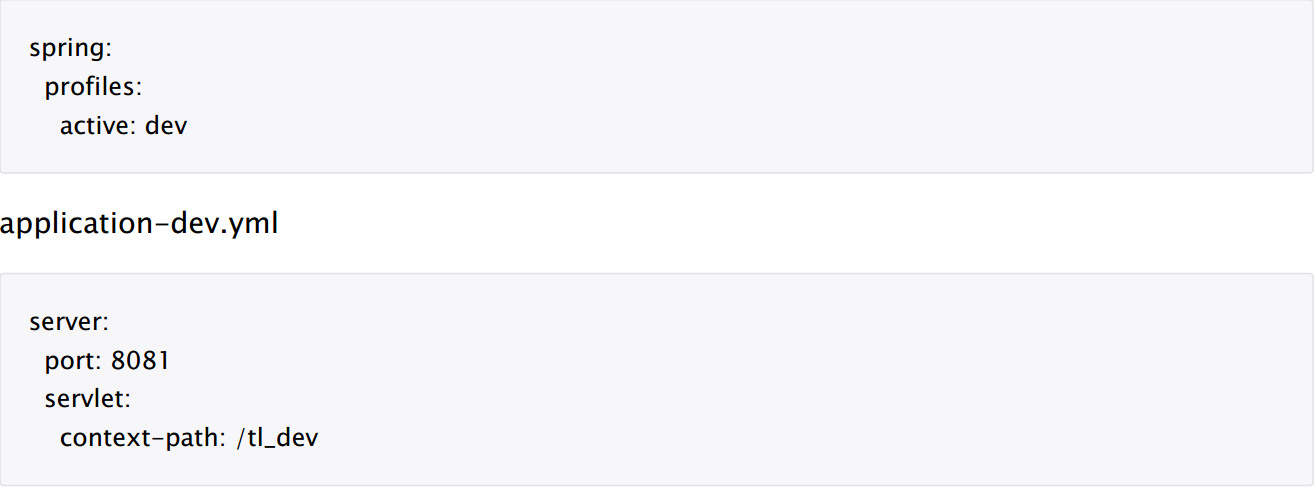 spring:
  profiles:
    active: dev
application-dev.yml
server:
  port: 8081
  servlet:
    context-path: /tl_dev